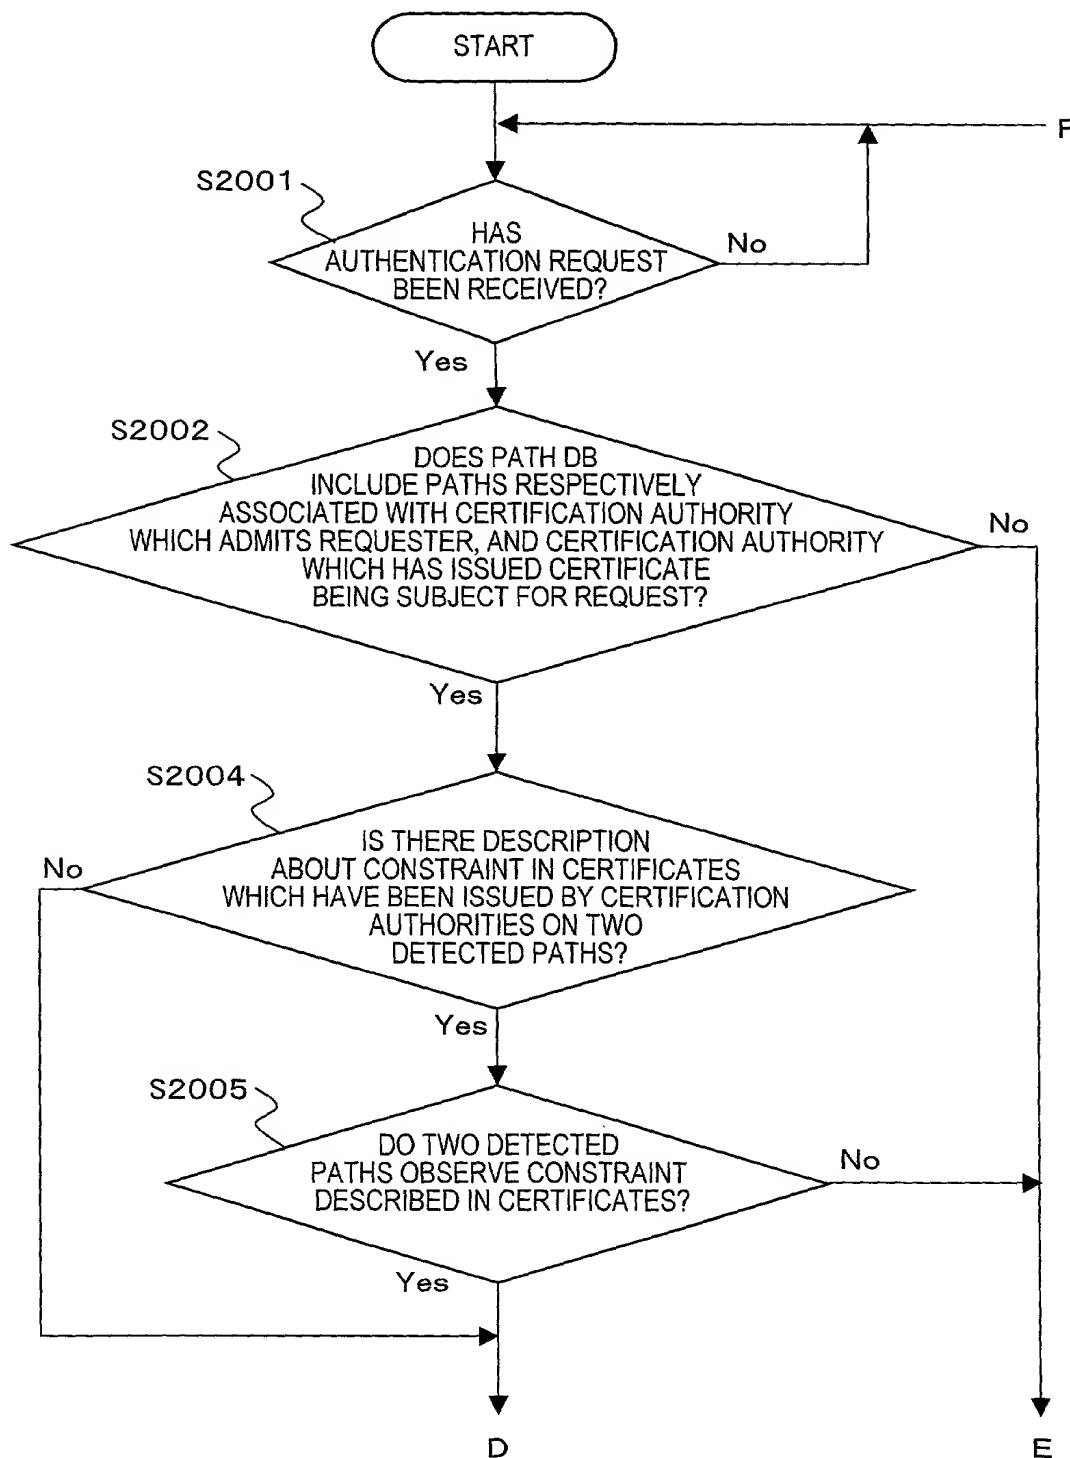 START
F
S2001
HAS
AUTHENTICATION REQUEST
BEEN RECEIVED?
No
Yes
S2002
DOES PATH DB
INCLUDE PATHS RESPECTIVELY
ASSOCIATED WITH CERTIFICATION AUTHORITY
WHICH ADMITS REQUESTER, AND CERTIFICATION AUTHORITY
WHICH HAS ISSUED CERTIFICATE
BEING SUBJECT FOR REQUEST?
No
Yes
S2004
IS THERE DESCRIPTION
ABOUT CONSTRAINT IN CERTIFICATES
WHICH HAVE BEEN ISSUED BY CERTIFICATION
AUTHORITIES ON TWO
DETECTED PATHS?
No
Yes
S2005
DO TWO DETECTED
PATHS OBSERVE CONSTRAINT
DESCRIBED IN CERTIFICATES?
No
Yes
D
E